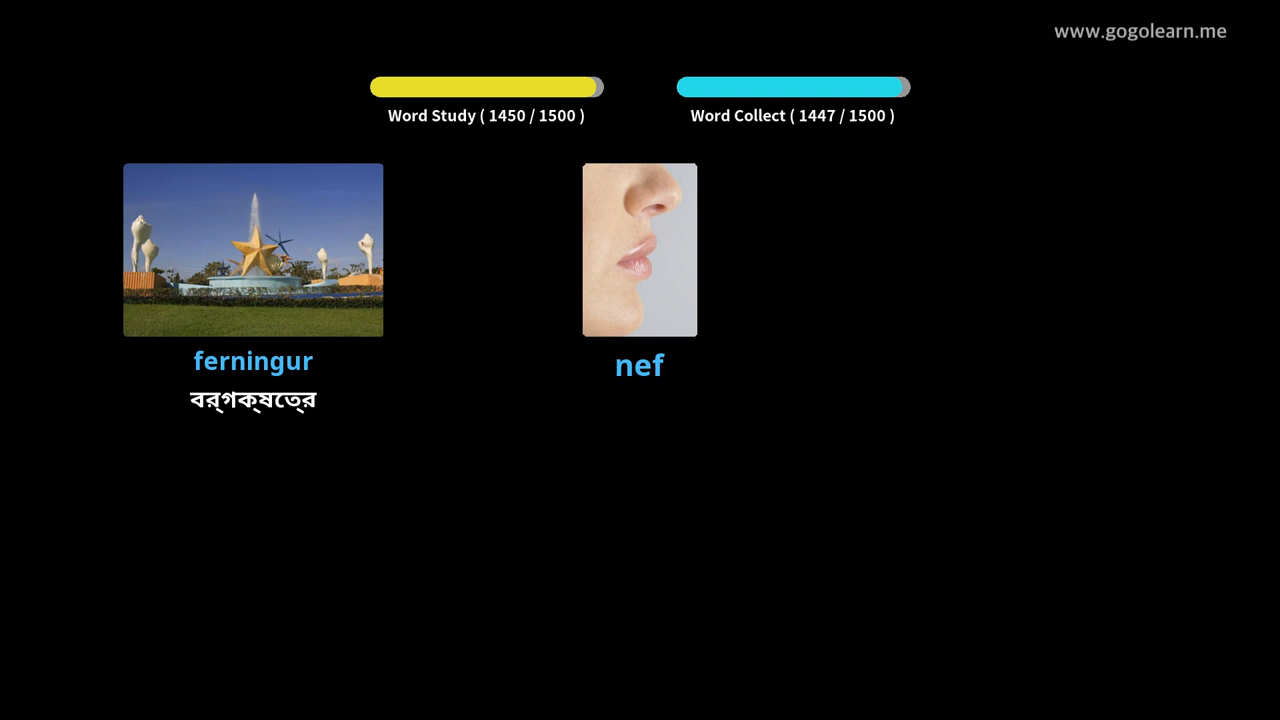 www.gogolearn.me
Word Study ( 1450 / 1500 )
Word Collect ( 1447 / 1500 )
ferningur
nef
বর্গক্ষেত্র